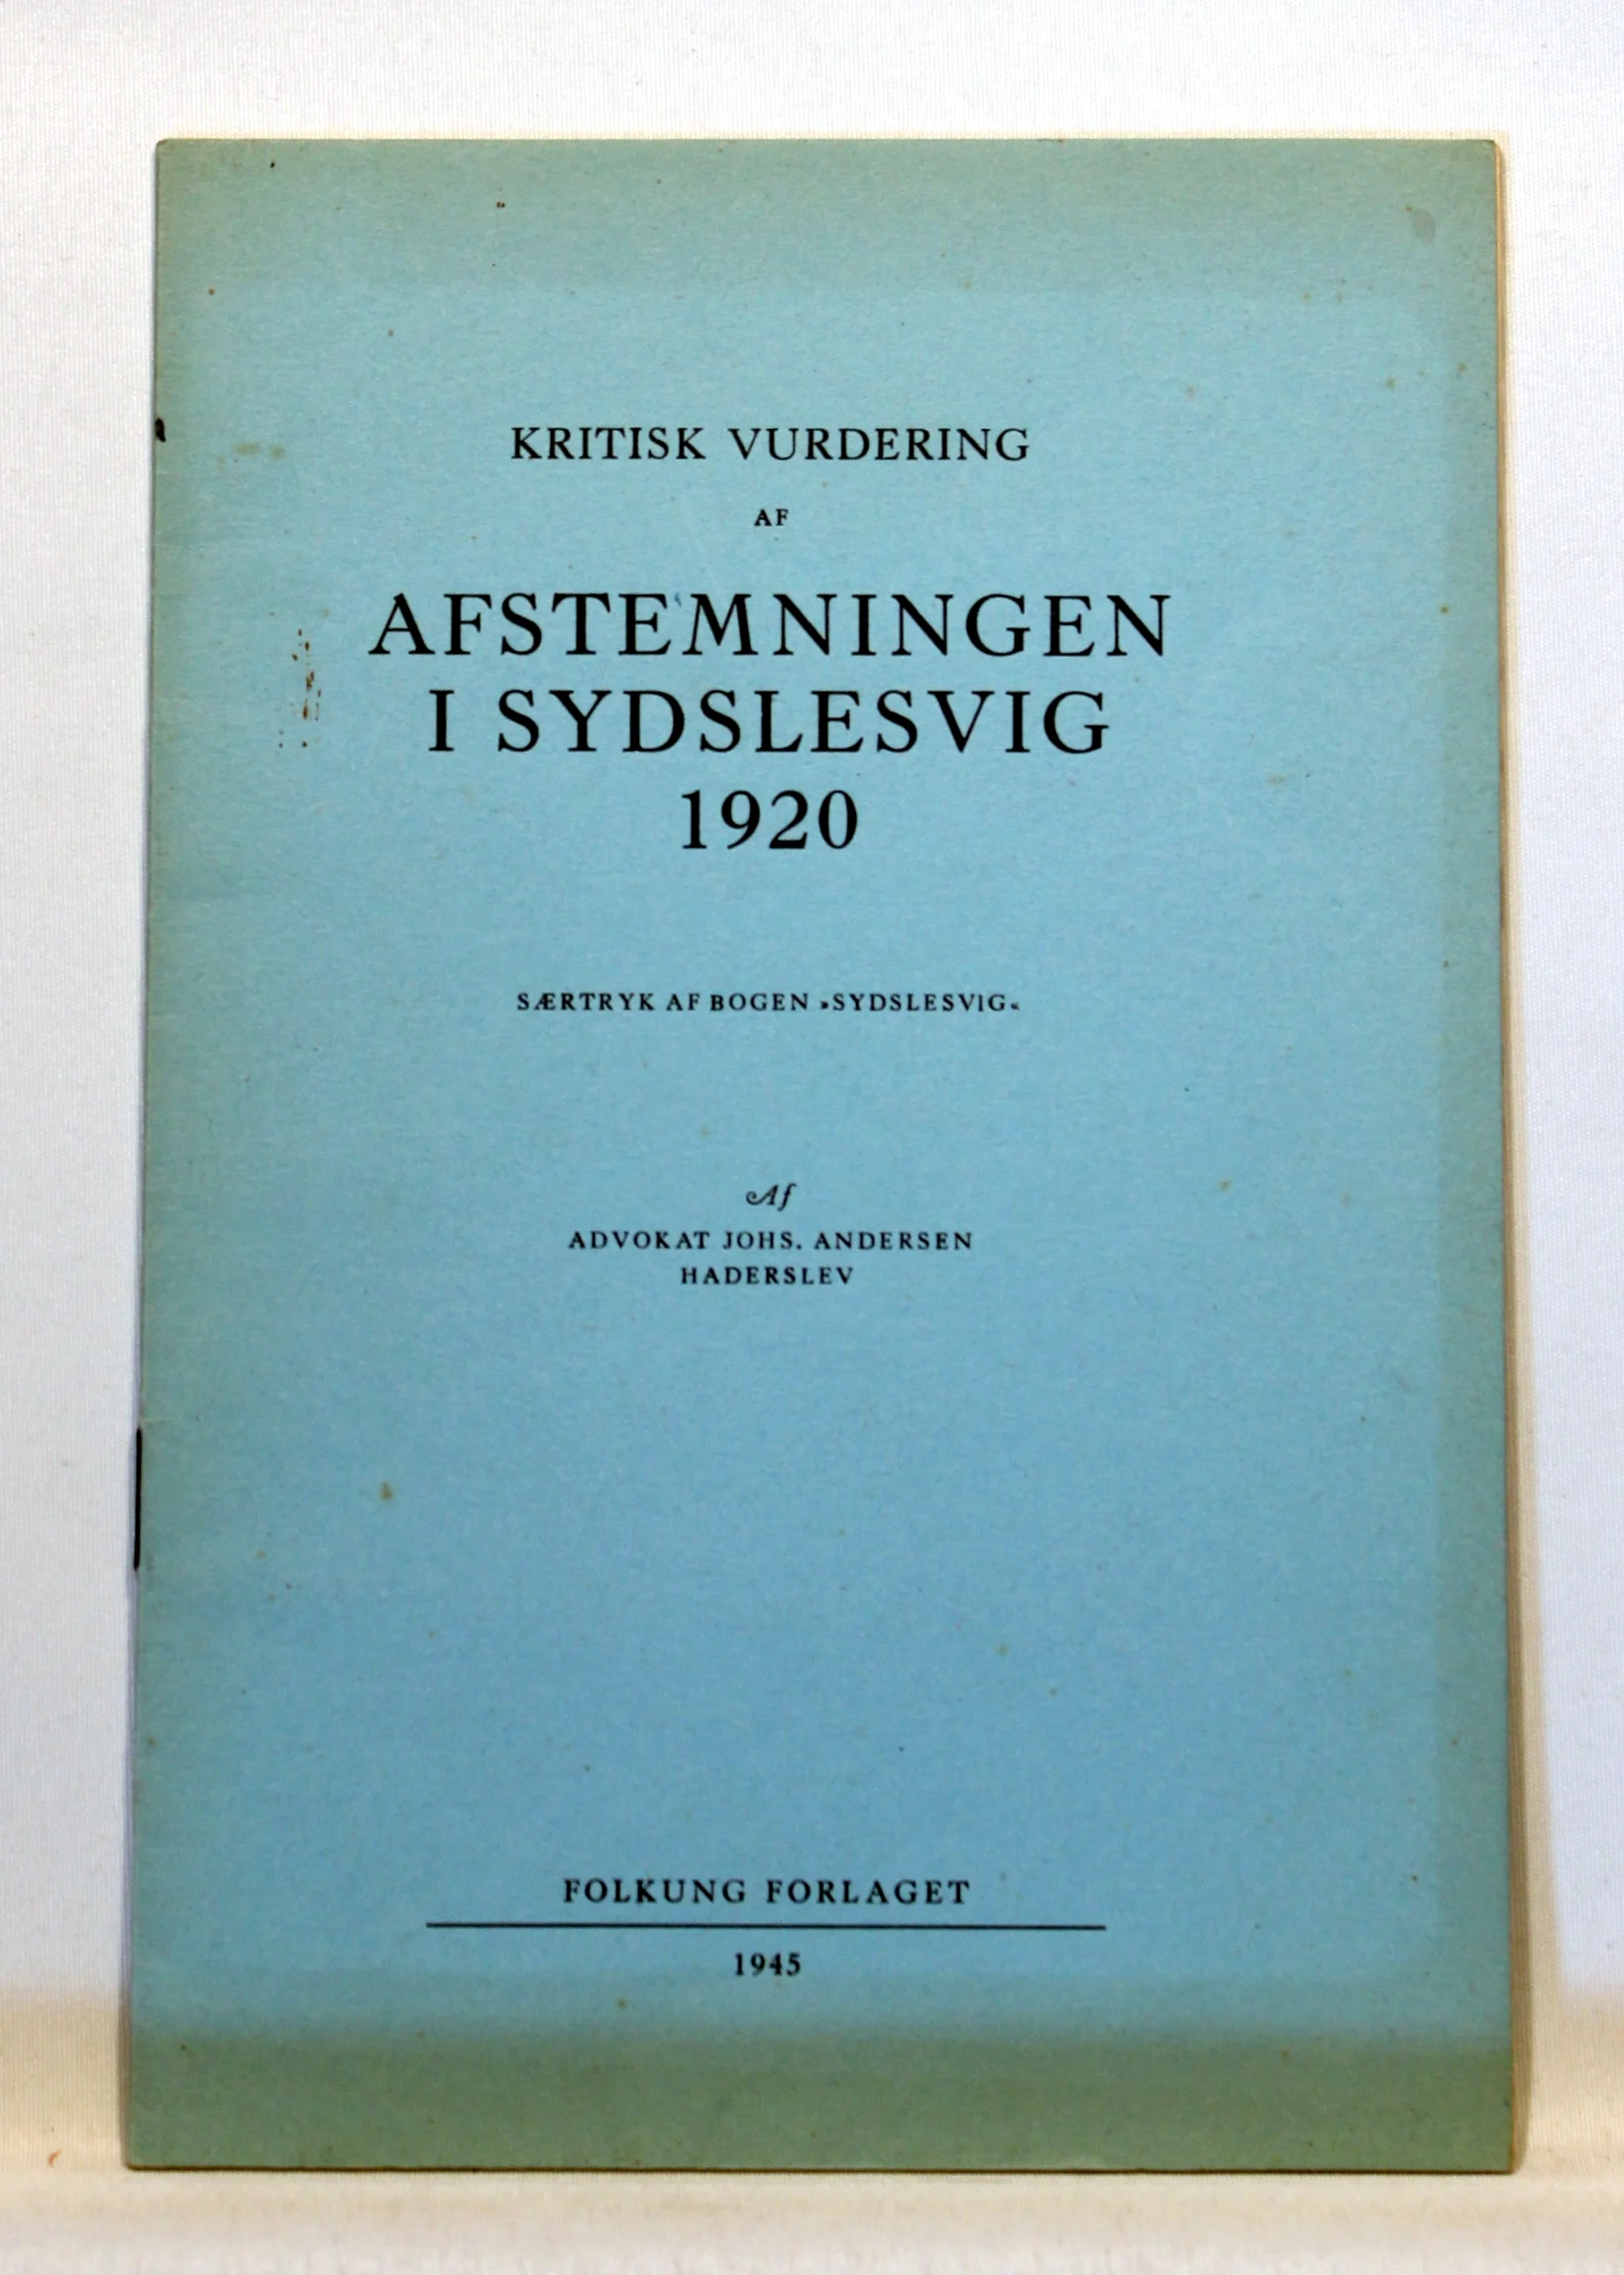 KRITISK VURDERING
AF
AFSTEMNINGEN
I SYDSLESVIG
1920
SÆRTRYK AF BOGEN »SYDSLESVIG«
Af
ADVOKAT JOHS. ANDERSEN
HADERSLEV
FOLKUNG FORLAGET
1945